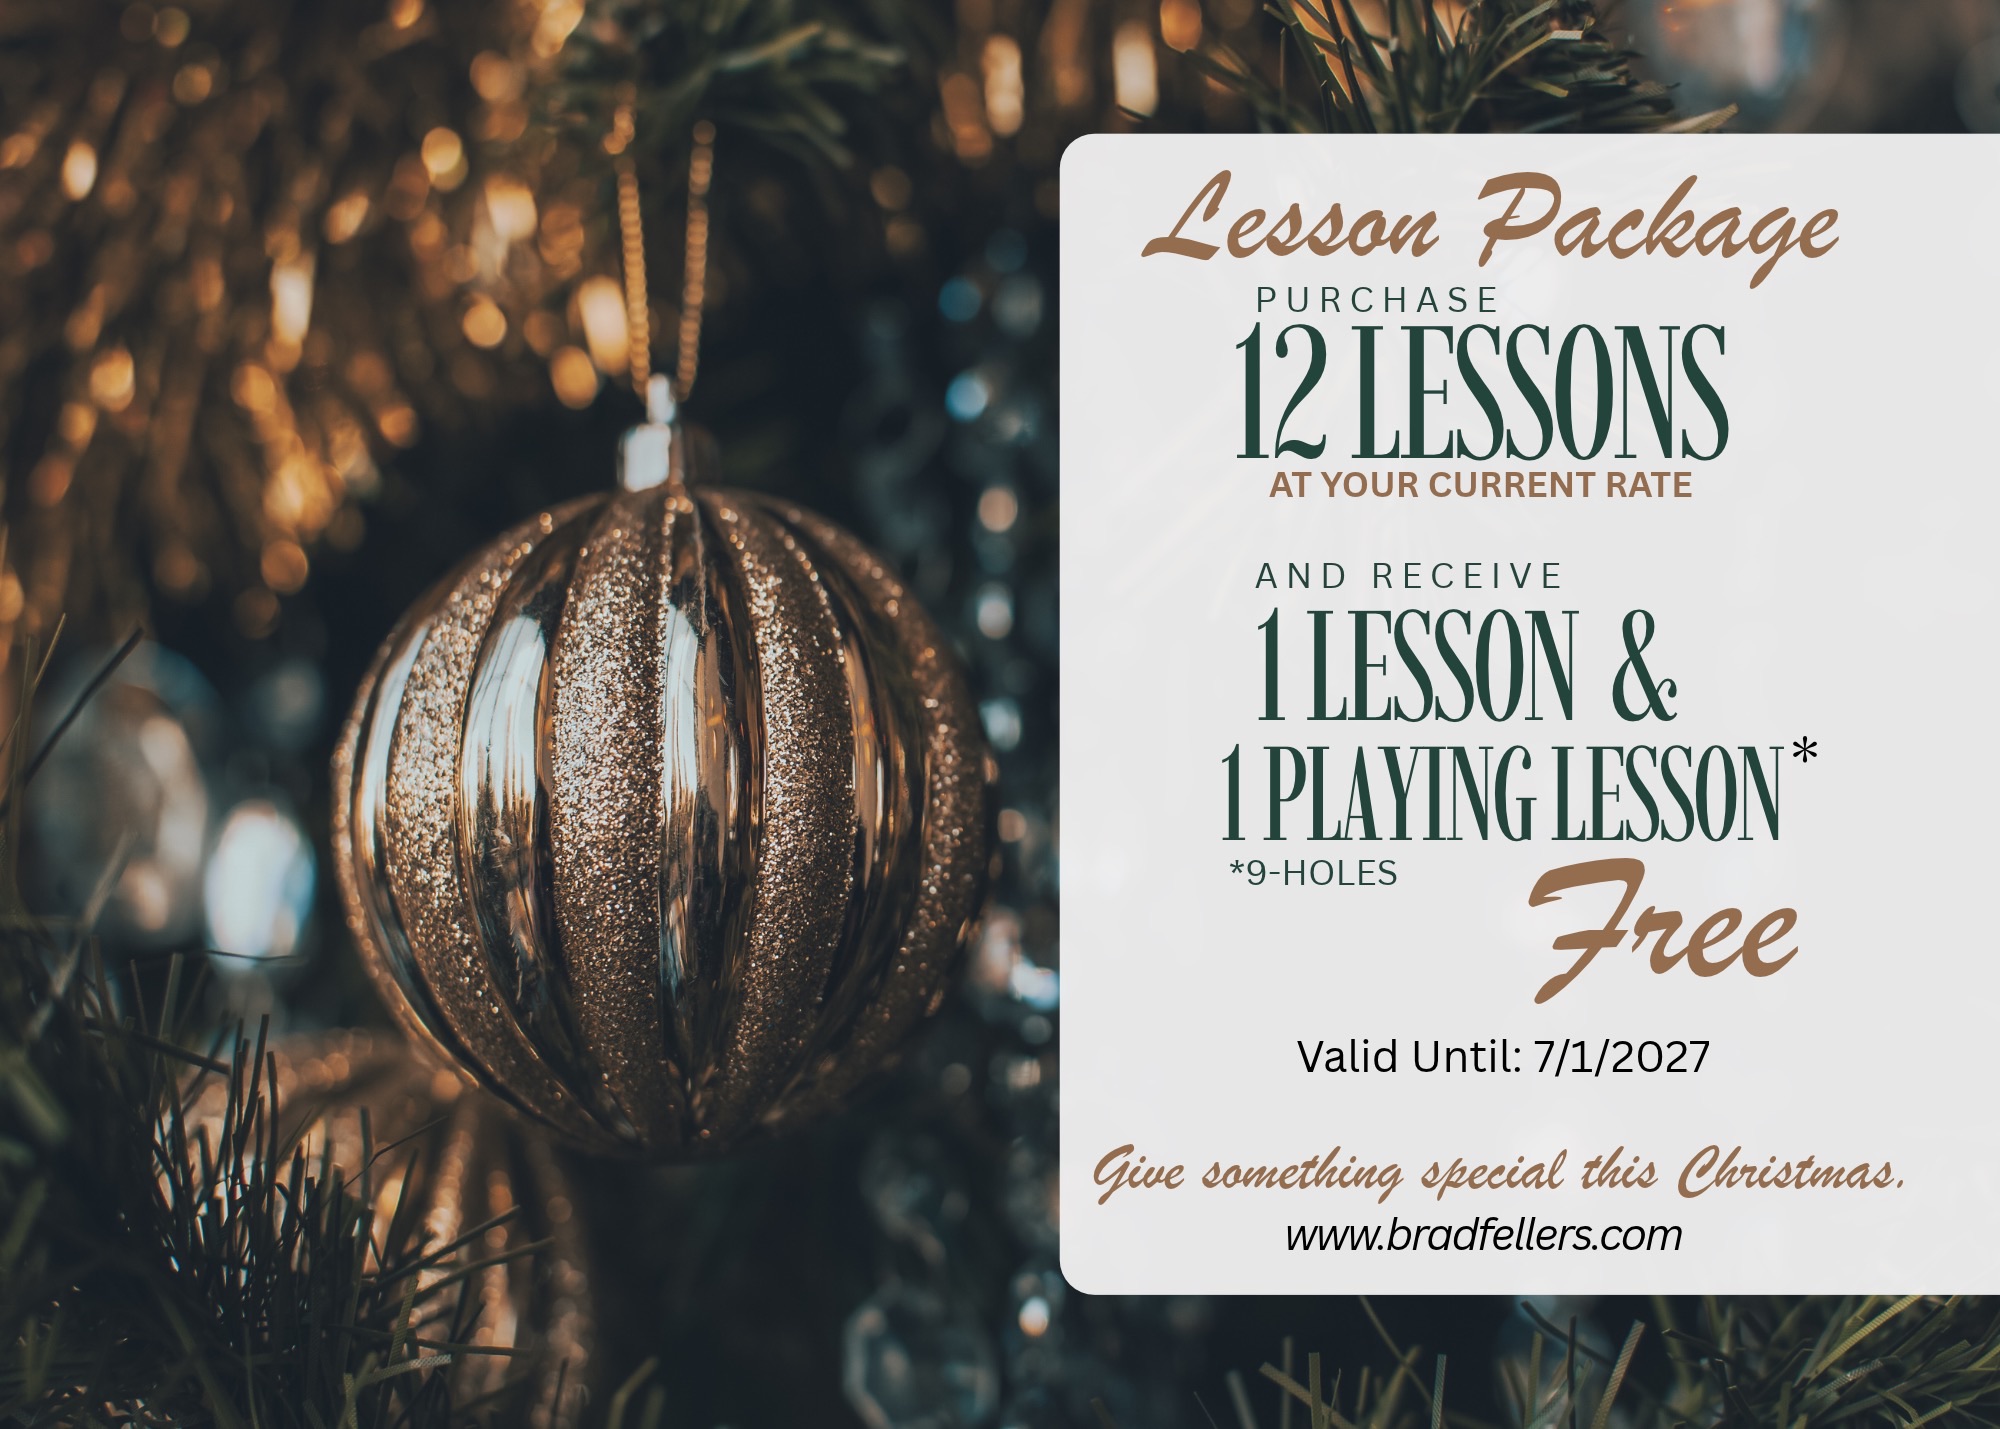 Lesson Package
PURCHASE
12 LESSONS
AT YOUR CURRENT RATE
AND RECEIVE
1 LESSON &
1 PLAYING LESSON*
*9-HOLES
Free
Valid Until: 7/1/2027
Give something special this Christmas.
www.bradfellers.com